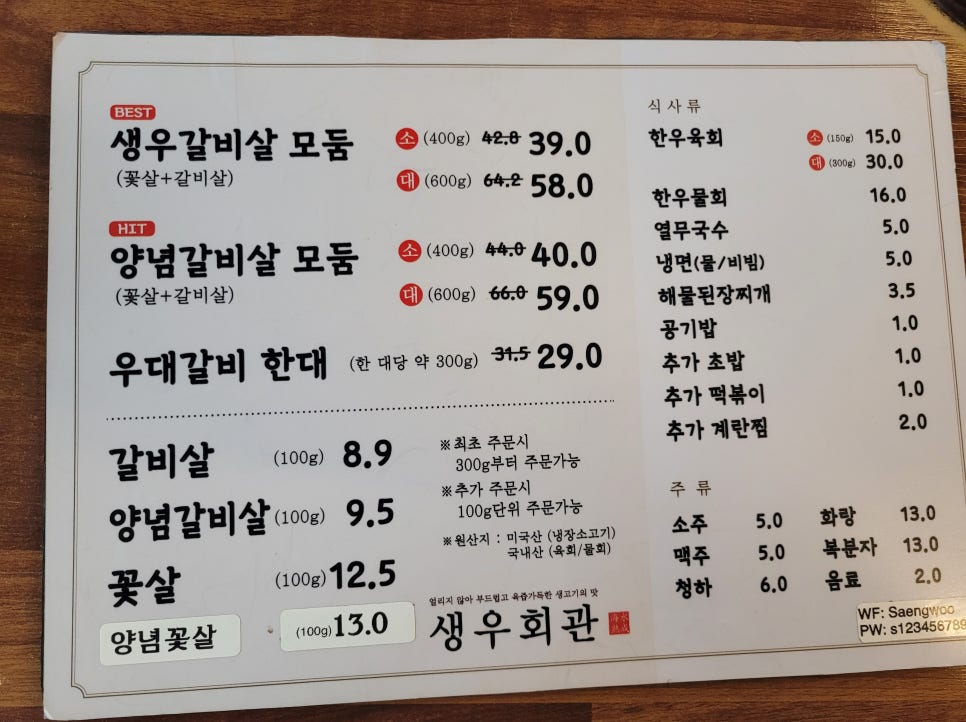 BEST
생우갈비살 모둠
(꽃살+갈비살)
소 (400g) 42.8 39.0
대 (600g) 64.2 58.0
HIT
양념갈비살 모둠
(꽃살+갈비살)
소 (400g) 44.0 40.0
대 (600g) 66.0 59.0
우대갈비 한대 (한 대당 약 300g) 31.5 29.0
갈비살 (100g) 8.9
양념갈비살 (100g) 9.5
꽃살 (100g) 12.5
양념꽃살 (100g) 13.0
※최초 주문시
300g부터 주문가능
※추가 주문시
100g단위 주문가능
※원산지 : 미국산 (냉장소고기)
국내산 (육회/물회)
얼리지 않아 부드럽고 육즙가득한 생고기의 맛
생우회관
식사류
한우육회 소 (150g) 15.0
대 (300g) 30.0
한우물회 16.0
열무국수 5.0
냉면(물/비빔) 5.0
해물된장찌개 3.5
공기밥 1.0
추가 초밥 1.0
추가 떡볶이 1.0
추가 계란찜 2.0
주류
소주 5.0
맥주 5.0
청하 6.0
화랑 13.0
복분자 13.0
음료 2.0
WF: Saengwoo
PW: s123456789